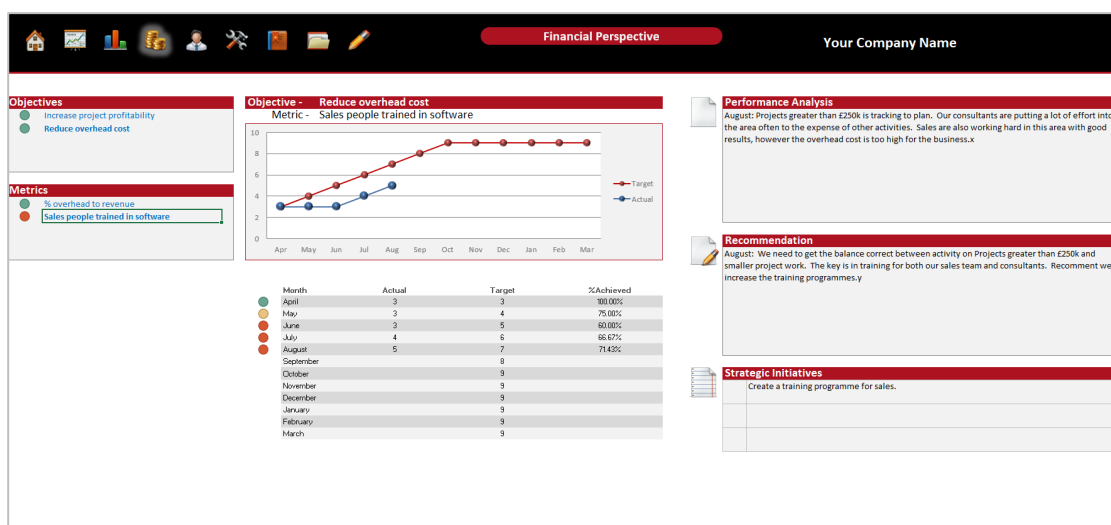 Financial Perspective
Your Company Name
Objectives
Increase project profitability
Reduce overhead cost
Metrics
% overhead to revenue
Sales people trained in software
Objective - Reduce overhead cost
Metric - Sales people trained in software
10
8
6
4
2
0
Apr May Jun Jul Aug Sep Oct Nov Dec Jan Feb Mar
Target
Actual
Month Actual Target %Achieved
April 3 3 100.00%
May 3 4 75.00%
June 3 5 60.00%
July 4 6 66.67%
August 5 7 71.43%
September 8
October 9
November 9
December 9
January 9
February 9
March 9
Performance Analysis
August: Projects greater than £250k is tracking to plan. Our consultants are putting a lot of effort into
the area often to the expense of other activities. Sales are also working hard in this area with good
results, however the overhead cost is too high for the business.x
Recommendation
August: We need to get the balance correct between activity on Projects greater than £250k and
smaller project work. The key is in training for both our sales team and consultants. Recomment we
increase the training programmes.y
Strategic Initiatives
Create a training programme for sales.